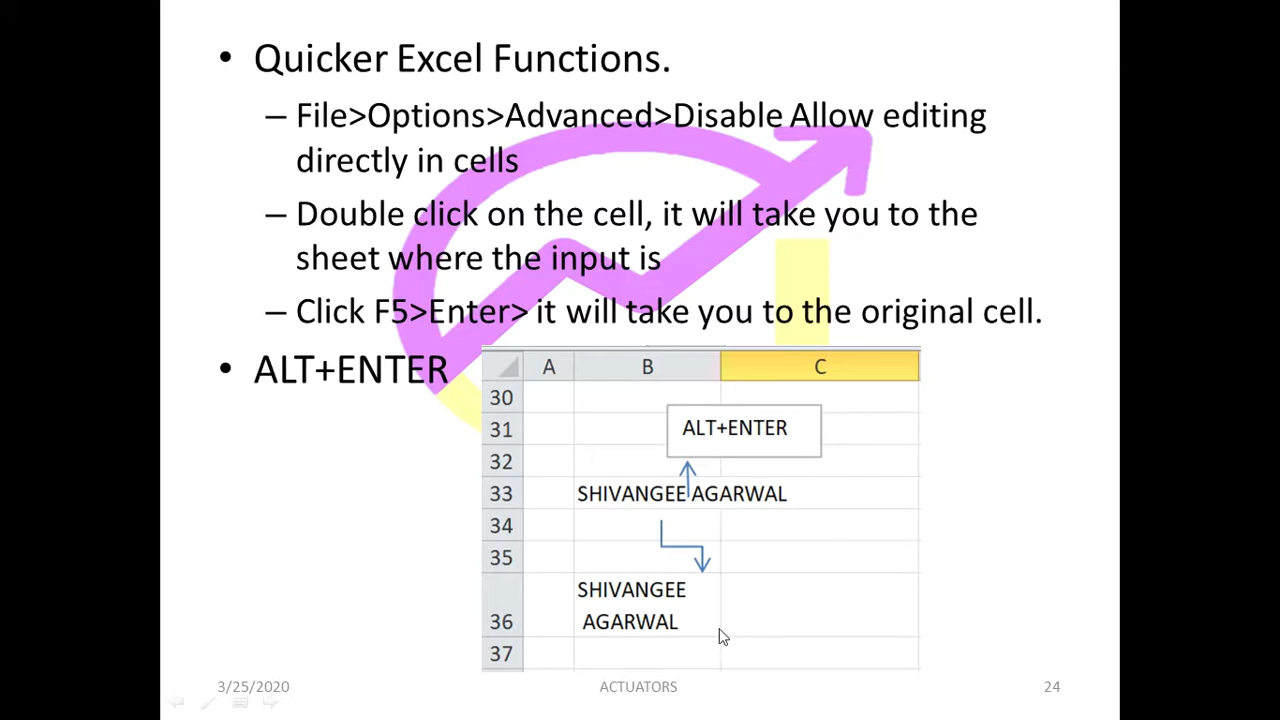 • Quicker Excel Functions.
– File>Options>Advanced>Disable Allow editing
directly in cells
– Double click on the cell, it will take you to the
sheet where the input is
– Click F5>Enter> it will take you to the original cell.
• ALT+ENTER
A B C
30
31 ALT+ENTER
32
33 SHIVANGEE AGARWAL
34
35
SHIVANGEE
36 AGARWAL
37
3/25/2020 ACTUATORS 24